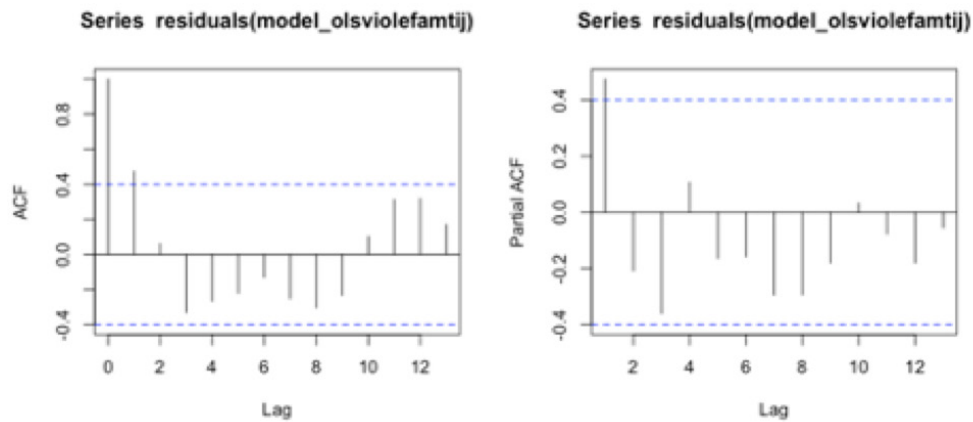 Series residuals(model_olsviolefamtij)
ACF
0.8
0.4
0.0
-0.4
0 2 4 6 8 10 12
Lag
Series residuals(model_olsviolefamtij)
Partial ACF
0.4
0.2
0.0
-0.2
-0.4
2 4 6 8 10 12
Lag